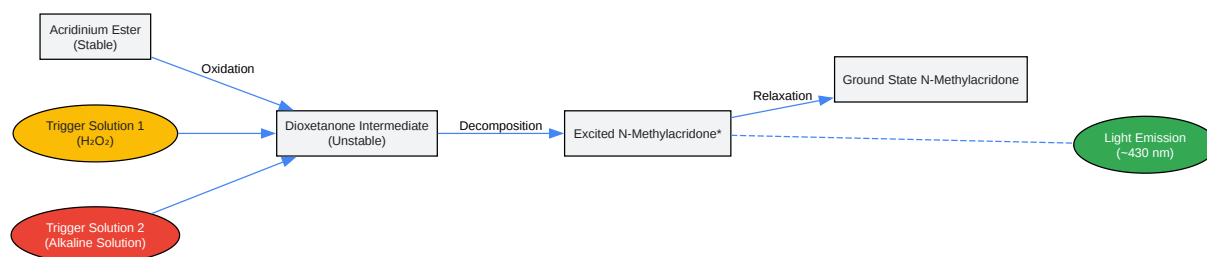 Acridinium Ester
(Stable)
Oxidation
Trigger Solution 1
(H₂O₂)
Trigger Solution 2
(Alkaline Solution)
Dioxetanone Intermediate
(Unstable)
Decomposition
Excited N-Methylacridone*
Relaxation
Ground State N-Methylacridone
Light Emission
(~430 nm)